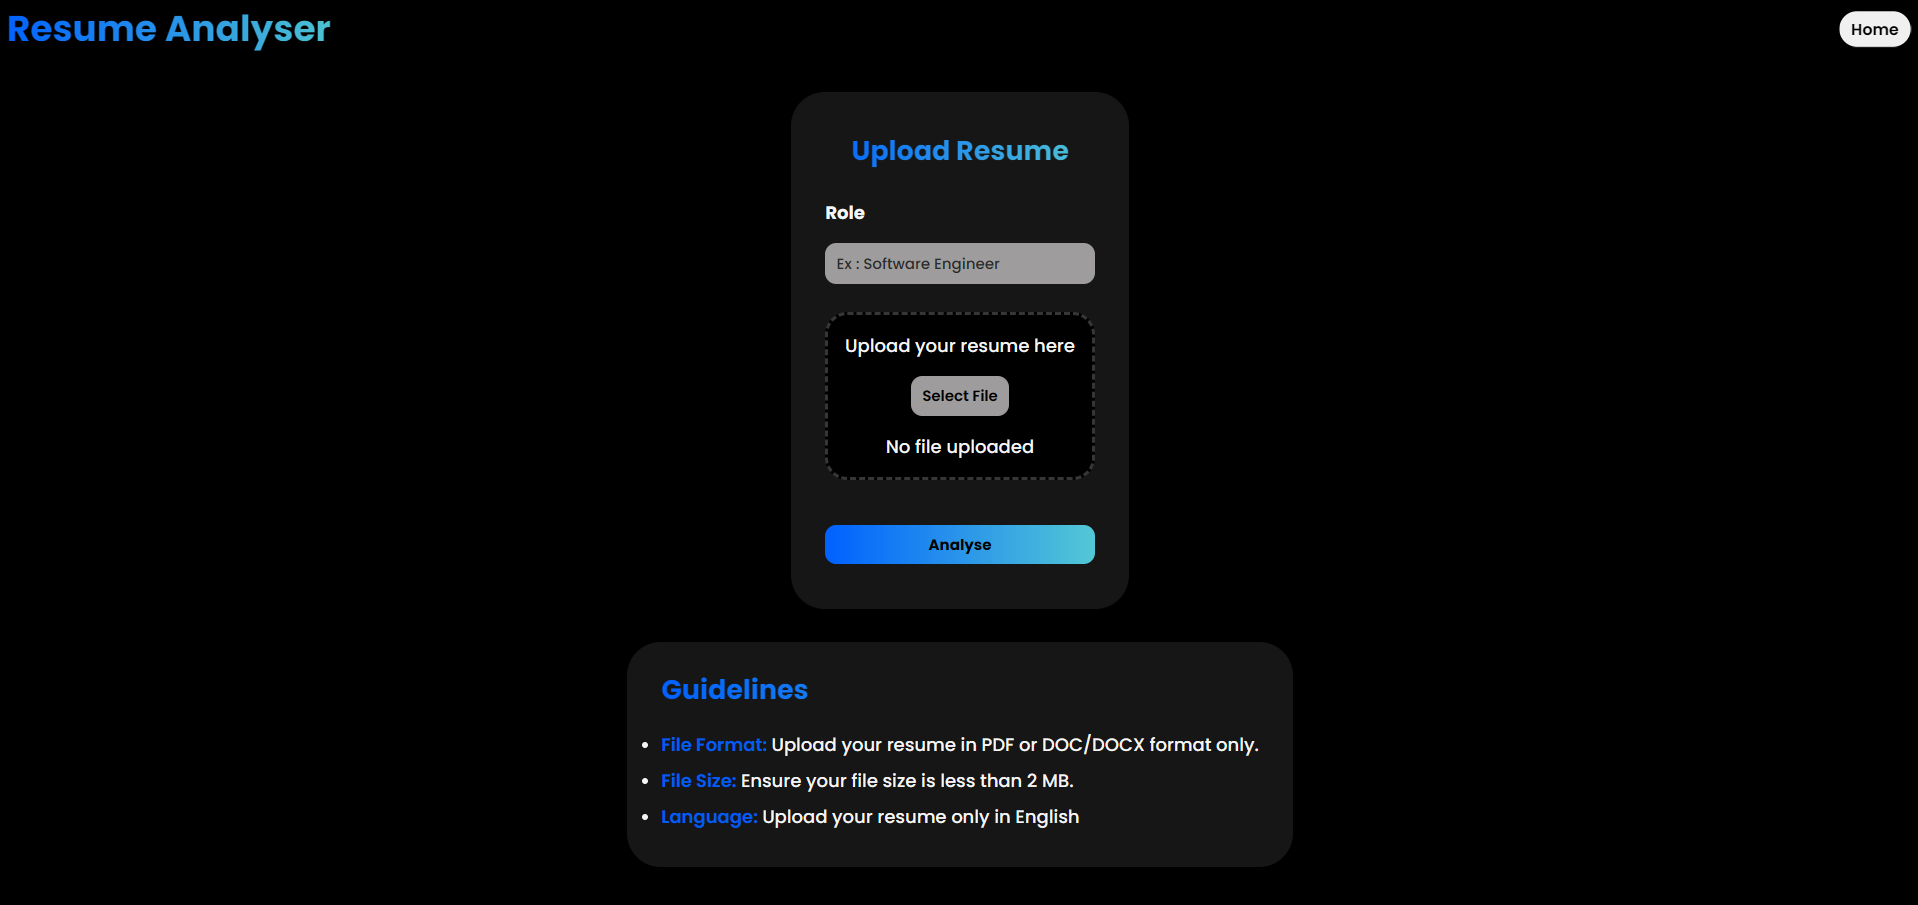 Resume Analyser
Home
Upload Resume
Role
Ex : Software Engineer
Upload your resume here
Select File
No file uploaded
Analyse
Guidelines
• File Format: Upload your resume in PDF or DOC/DOCX format only.
• File Size: Ensure your file size is less than 2 MB.
• Language: Upload your resume only in English